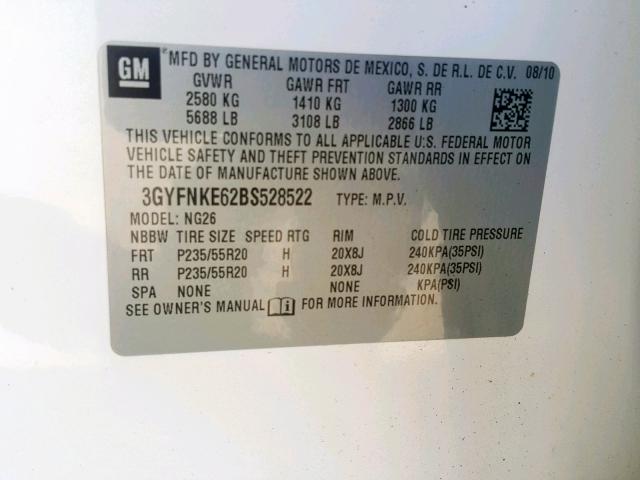 GM
MFD BY GENERAL MOTORS DE MEXICO, S. DE R.L. DE C.V. 08/10
GVWR GAWR FRT GAWR RR
2580 KG 1410 KG 1300 KG
5688 LB 3108 LB 2866 LB
THIS VEHICLE CONFORMS TO ALL APPLICABLE U.S. FEDERAL MOTOR
VEHICLE SAFETY AND THEFT PREVENTION STANDARDS IN EFFECT ON
THE DATE OF MANUFACTURE SHOWN ABOVE.
3GYFNKE62BS528522 TYPE: M.P.V.
MODEL: NG26
NBBW TIRE SIZE SPEED RTG RIM COLD TIRE PRESSURE
FRT P235/55R20 H 20X8J 240KPA(35PSI)
RR P235/55R20 H 20X8J 240KPA(35PSI)
SPA NONE NONE KPA(PSI)
SEE OWNER'S MANUAL FOR MORE INFORMATION.